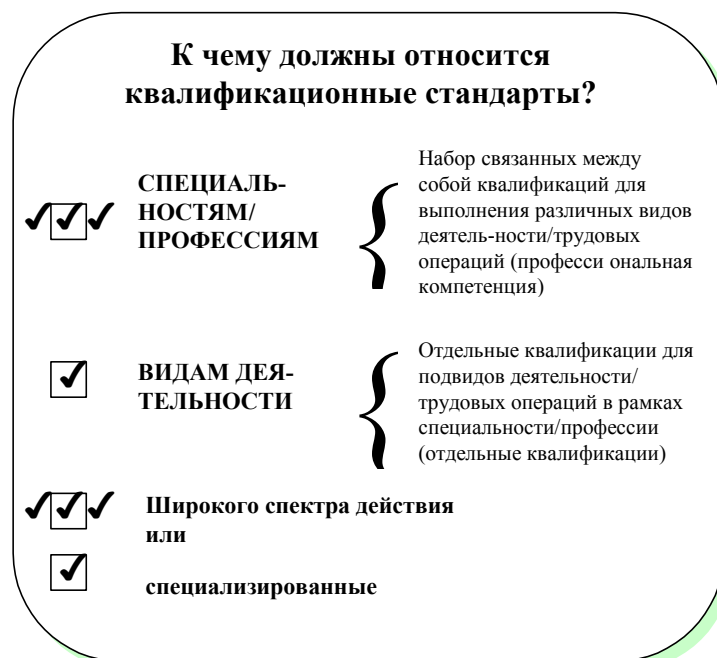 К чему должны относится
квалификационные стандарты?
СПЕЦИАЛЬ-
НОСТЯМ/
ПРОФЕССИЯМ
Набор связанных между
собой квалификаций для
выполнения различных видов
деятель-ности/трудовых
операций (професси ональная
компетенция)
ВИДАМ ДЕЯ-
ТЕЛЬНОСТИ
Отдельные квалификации для
подвидов деятельности/
трудовых операций в рамках
специальности/профессии
(отдельные квалификации)
Широкого спектра действия
или
специализированные